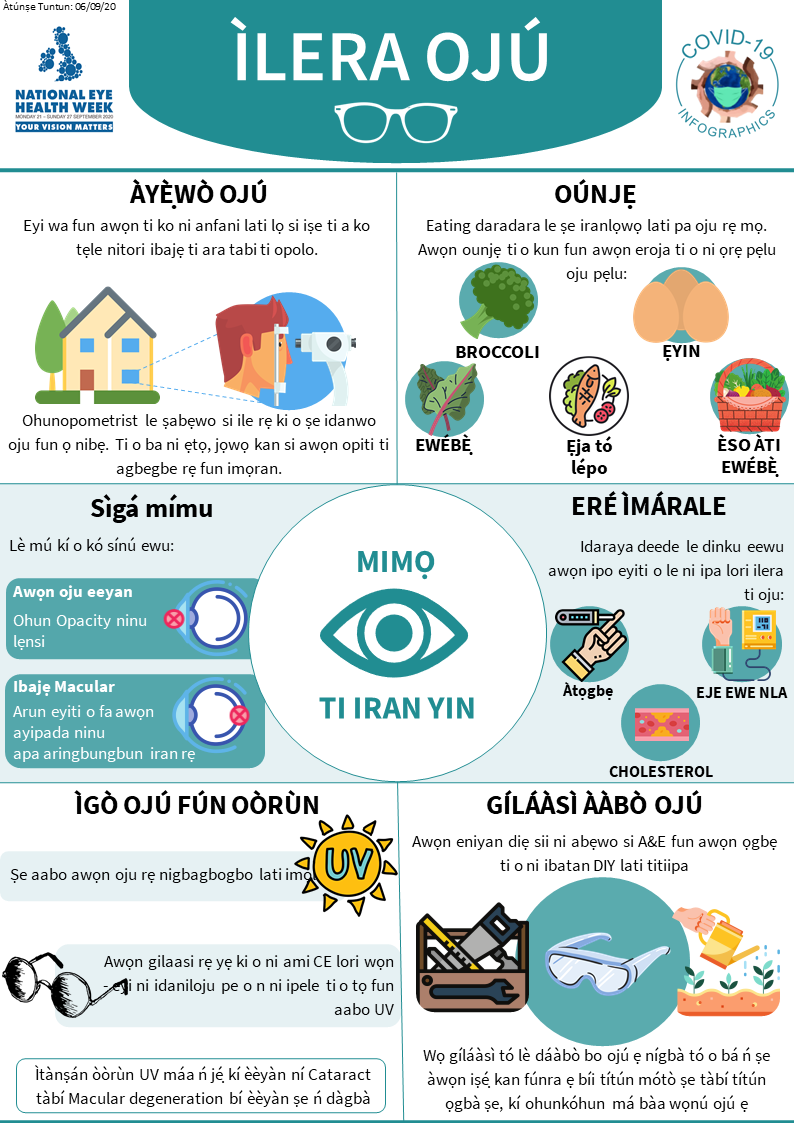 Àtúnṣe Tuntun: 06/09/20
NATIONAL EYE
HEALTH WEEK
MONDAY 21 - SUNDAY 27 SEPTEMBER 2020
YOUR VISION MATTERS
ÌLERA OJÚ
COVID-19
INFOGRAPHICS
ÀYẸ̀WÒ OJÚ
Eyi wa fun awọn ti ko ni anfani lati lọ si iṣe ti a ko
tẹle nitori ibajẹ ti ara tabi ti opolo.
Ohunopometrist le ṣabẹwo si ile rẹ ki o ṣe idanwo
oju fun ọ nibẹ. Ti o ba ni ẹtọ, jọwọ kan si awọn opiti ti
agbegbe rẹ fun imọran.
OÚNJẸ
Eating daradara le ṣe iranlọwọ lati pa oju rẹ mọ.
Awọn ounjẹ ti o kun fun awọn eroja ti o ni ọrẹ pẹlu
oju pẹlu:
BROCCOLI
ẸYIN
EWÉBẸ̀
Ẹja tó
lépo
ÈSO ÀTI
EWÉBẸ̀
Sìgá mímu
Lè mú kí o kó sínú ewu:
Awọn oju eeyan
Ohun Opacity ninu
lẹnsi
Ibajẹ Macular
Arun eyiti o fa awọn
ayipada ninu
apa aringbungbun iran rẹ
MIMỌ
TI IRAN YIN
ERÉ ÌMÁRALE
Idaraya deede le dinku eewu
awọn ipo eyiti o le ni ipa lori ilera
ti oju:
Àtọgbẹ
EJE EWE NLA
CHOLESTEROL
ÌGÒ OJÚ FÚN OÒRÙN
Ṣe aabo awọn oju rẹ nigbagbogbo lati
UV
Awọn gilaasi rẹ yẹ ki o ni ami CE lori wọn
- eyi ni idaniloju pe o n ni ipele ti o tọ fun
aabo UV
Ìtànṣán òòrùn UV máa ń jẹ́ kí èèyàn ní Cataract
tàbí Macular degeneration bí èèyàn ṣe ń dàgbà
GÍLÁÀSÌ ÀÀBÒ OJÚ
Awọn eniyan diẹ sii ni abẹwo si A&E fun awọn ọgbẹ
ti o ni ibatan DIY lati titiipa
Wọ gíláàsì tó lè dáàbò bo ojú ẹ nígbà tó o bá ń ṣe
àwọn iṣẹ́ kan fúnra ẹ bíi títún mótò ṣe tàbí títún
ọgbà ṣe, kí ohunkóhun má bàa wọnú ojú ẹ